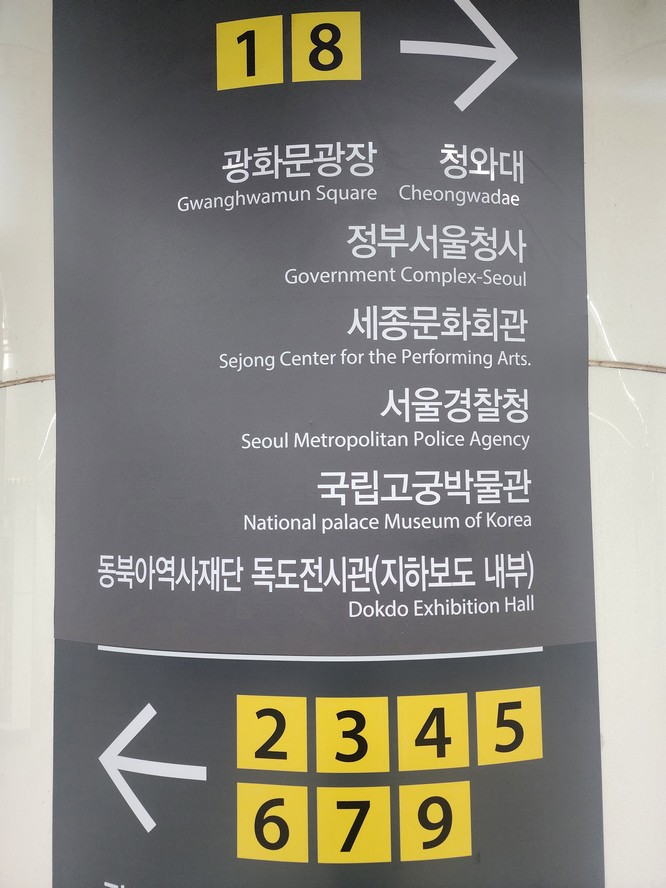 1 8 →
광화문광장 청와대
Gwanghwamun Square Cheongwadae
정부서울청사
Government Complex-Seoul
세종문화회관
Sejong Center for the Performing Arts.
서울경찰청
Seoul Metropolitan Police Agency
국립고궁박물관
National palace Museum of Korea
동북아역사재단 독도전시관(지하보도 내부)
Dokdo Exhibition Hall
← 2 3 4 5
6 7 9